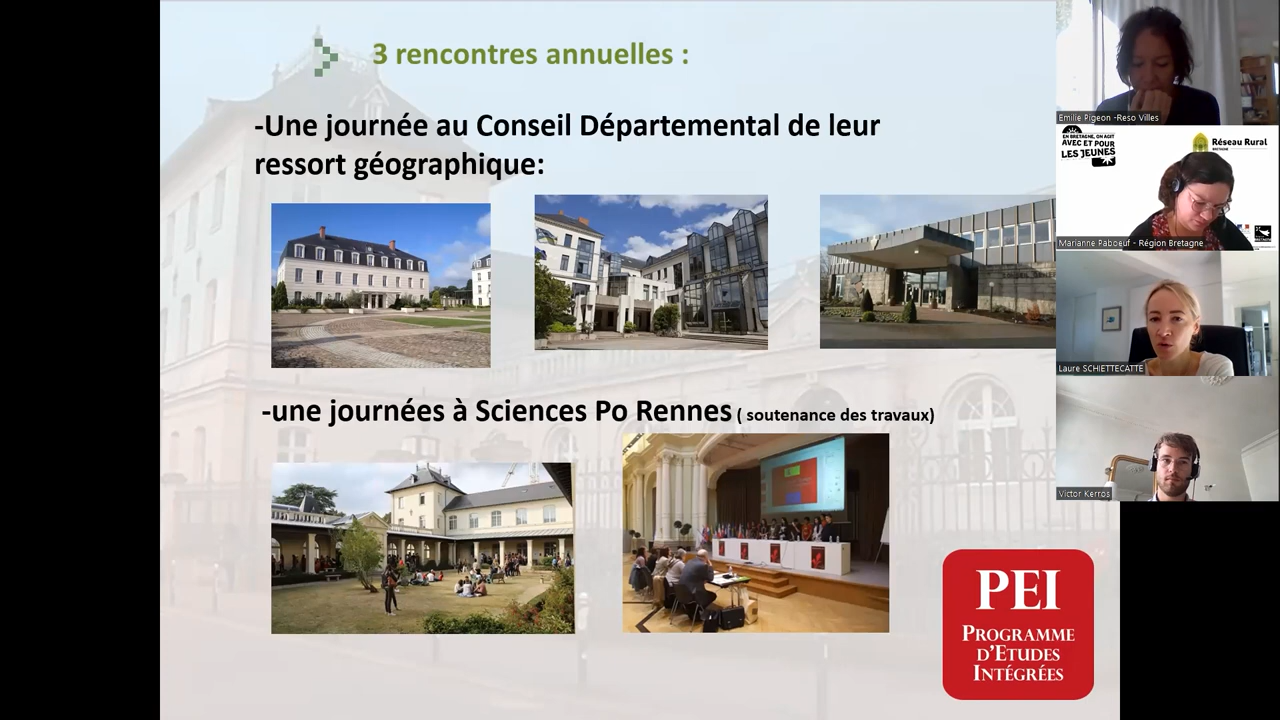 3 rencontres annuelles :
-Une journée au Conseil Départemental de leur
ressort géographique:
-une journées à Sciences Po Rennes ( soutenance des travaux)
PEI
PROGRAMME
D'ETUDES
INTÉGRÉES
Emilie Pigeon -Reso Villes
EN BRETAGNE, ON AGIT
AVEC ET POUR
LES JEUNES
Réseau Rural
BRETAGNE
Marianne Paboeuf - Région Bretagne
Laure SCHIETTECATTE
Victor Kerros